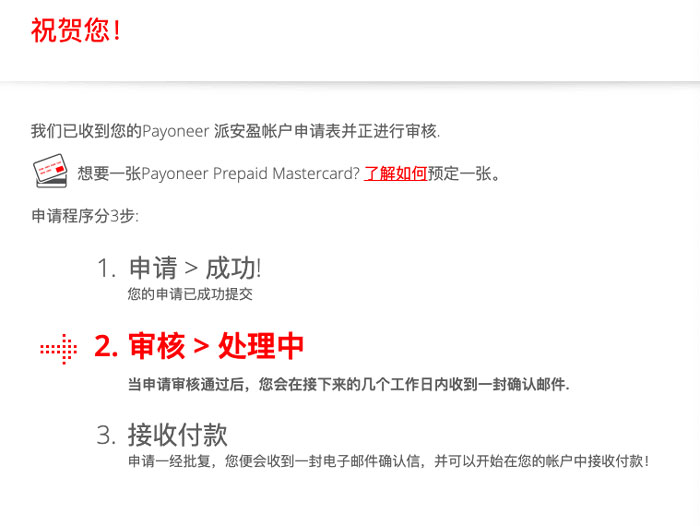 祝贺您！
我们已收到您的Payoneer 派安盈帐户申请表并正进行审核.
想要一张Payoneer Prepaid Mastercard? 了解如何预定一张。
申请程序分3步:
1. 申请 > 成功!
您的申请已成功提交
2. 审核 > 处理中
当申请审核通过后，您会在接下来的几个工作日内收到一封确认邮件.
3. 接收付款
申请一经批复，您便会收到一封电子邮件确认信，并可以开始在您的帐户中接收付款！